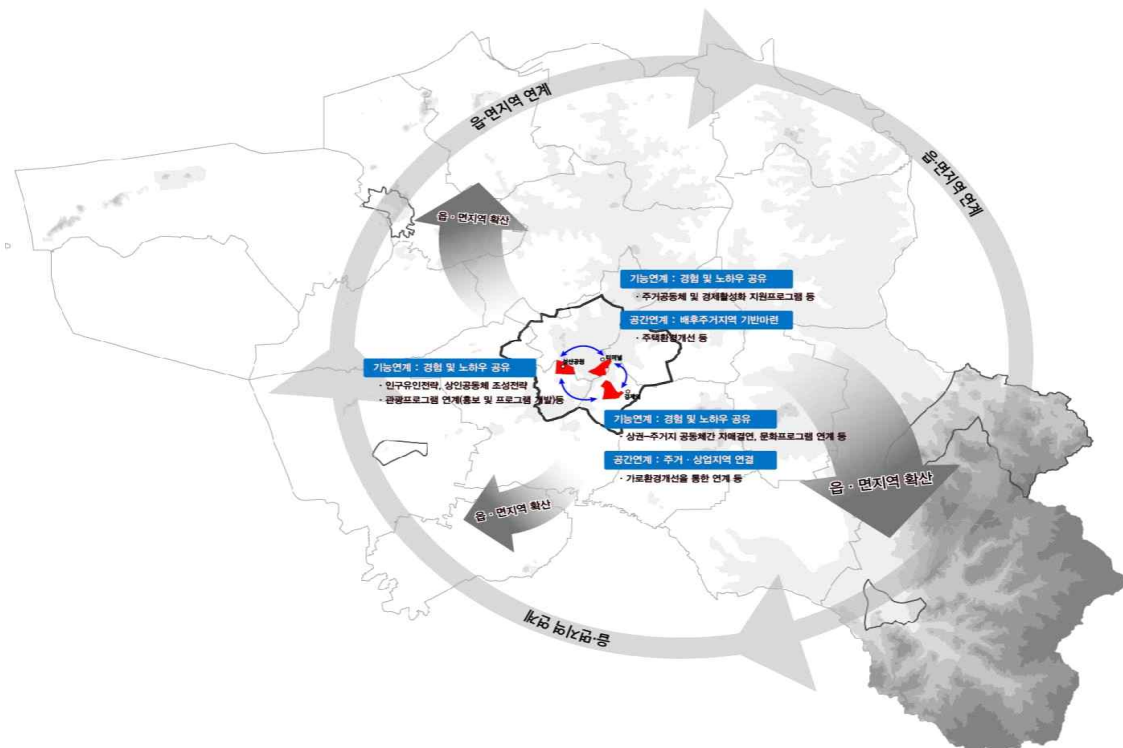 읍·면지역 연계
읍·면지역 연계
읍 · 면지역 확산
기능연계 : 경험 및 노하우 공유
· 주거공동체 및 경제활성화 지원프로그램 등
공간연계 : 배후주거지역 기반마련
· 주택환경개선 등
기능연계 : 경험 및 노하우 공유
· 인구유인전략, 상인공동체 조성전략
· 관광프로그램 연계(홍보 및 프로그램 개발)등
기능연계 : 경험 및 노하우 공유
· 상권-주거지 공동체간 자매결연, 문화프로그램 연계 등
공간연계 : 주거 · 상업지역 연결
· 가로환경개선을 통한 연계 등
읍 · 면지역 확산
읍 · 면지역 확산
읍·면지역 연계